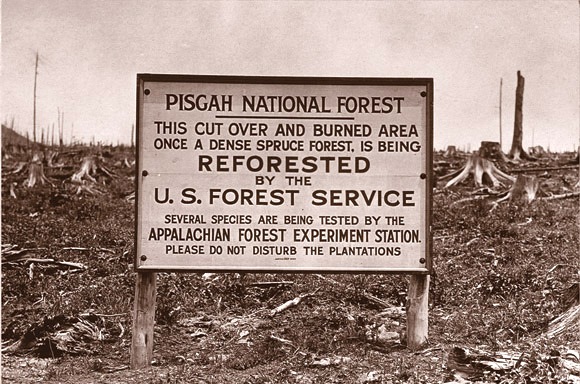 PISGAH NATIONAL FOREST
THIS CUT OVER AND BURNED AREA
ONCE A DENSE SPRUCE FOREST, IS BEING
REFORESTED
BY THE
U. S. FOREST SERVICE
SEVERAL SPECIES ARE BEING TESTED BY THE
APPALACHIAN FOREST EXPERIMENT STATION.
PLEASE DO NOT DISTURB THE PLANTATIONS